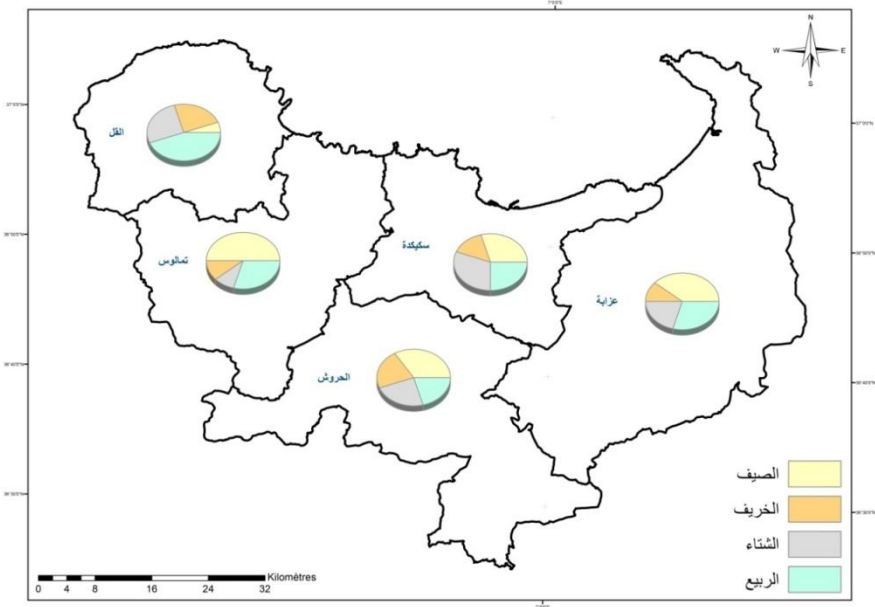 N
W E
S
القل
سكيكدة
تمالوس
عزابة
الحروش
الصيف
الخريف
الشتاء
الربيع
Kilomètres
0 4 8 16 24 32